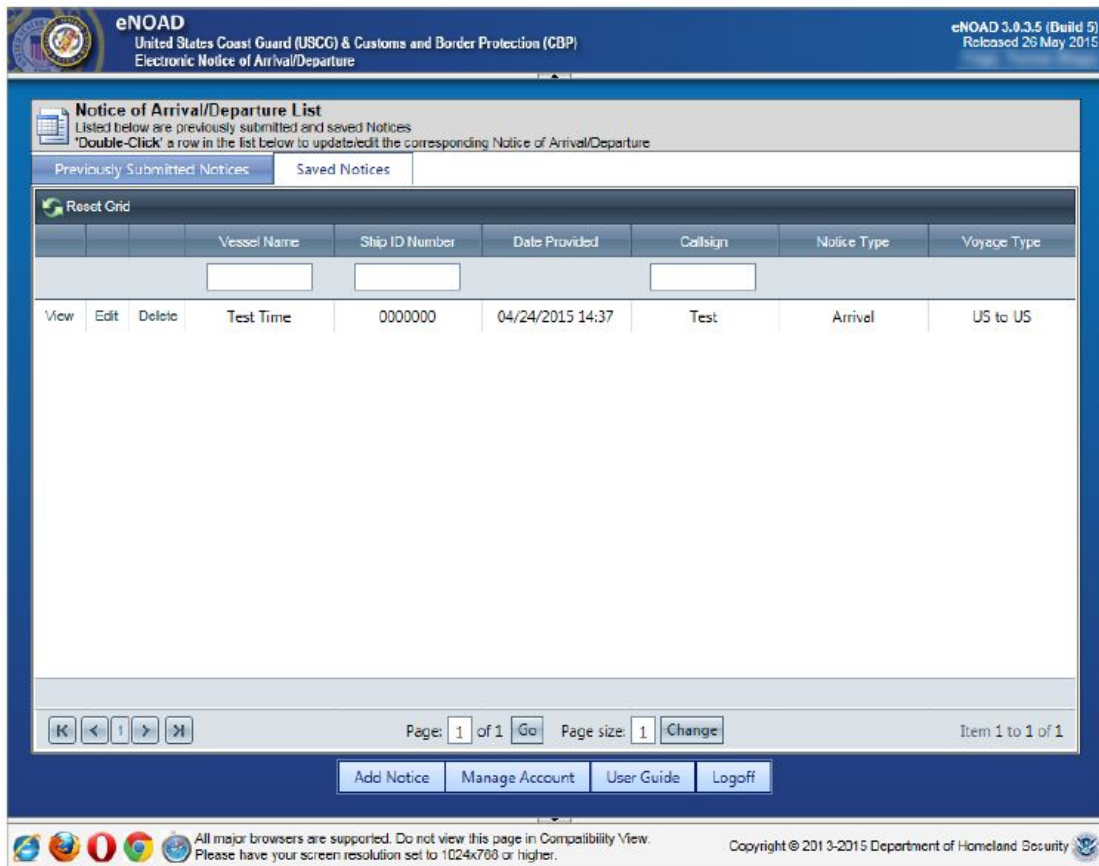 eNOAD
United States Coast Guard (USCG) & Customs and Border Protection (CBP)
Electronic Notice of Arrival/Departure
eNOAD 3.0.3.5 (Build 5)
Released 26 May 2015
Notice of Arrival/Departure List
Listed below are previously submitted and saved Notices
'Double-Click' a row in the list below to update/edit the corresponding Notice of Arrival/Departure
Previously Submitted Notices Saved Notices
Reset Grid
Vessel Name Ship ID Number Date Provided Callsign Notice Type Voyage Type
View Edit Delete Test Time 0000000 04/24/2015 14:37 Test Arrival US to US
1 Page: 1 of 1 Go Page size: 1 Change Item 1 to 1 of 1
Add Notice Manage Account User Guide Logoff
All major browsers are supported. Do not view this page in Compatibility View.
Please have your screen resolution set to 1024x768 or higher.
Copyright © 2013-2015 Department of Homeland Security